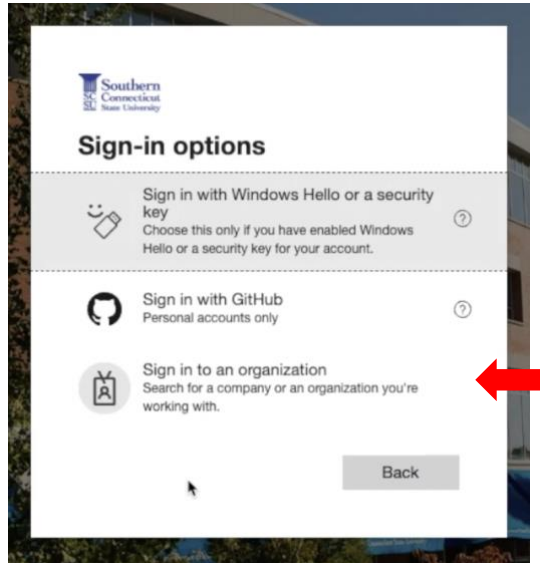 Southern
Connecticut
State University
Sign-in options
Sign in with Windows Hello or a security
key
Choose this only if you have enabled Windows
Hello or a security key for your account.
Sign in with GitHub
Personal accounts only
Sign in to an organization
Search for a company or an organization you're
working with.
Back